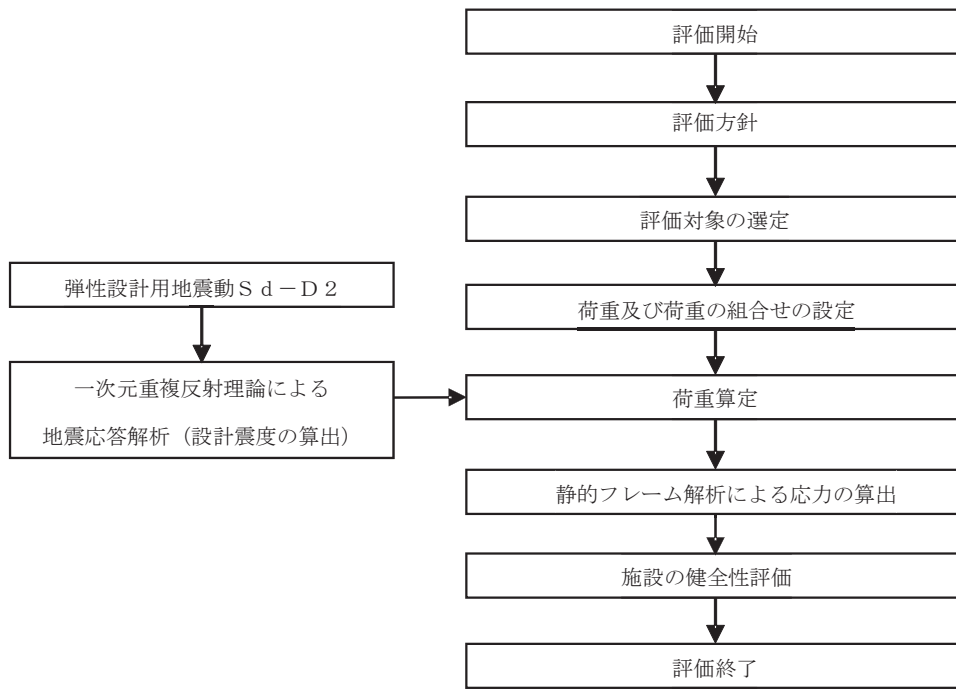 評価開始
評価方針
評価対象の選定
荷重及び荷重の組合せの設定
弾性設計用地震動Ｓｄ－Ｄ２
一次元重複反射理論による
地震応答解析（設計震度の算出）
荷重算定
静的フレーム解析による応力の算出
施設の健全性評価
評価終了